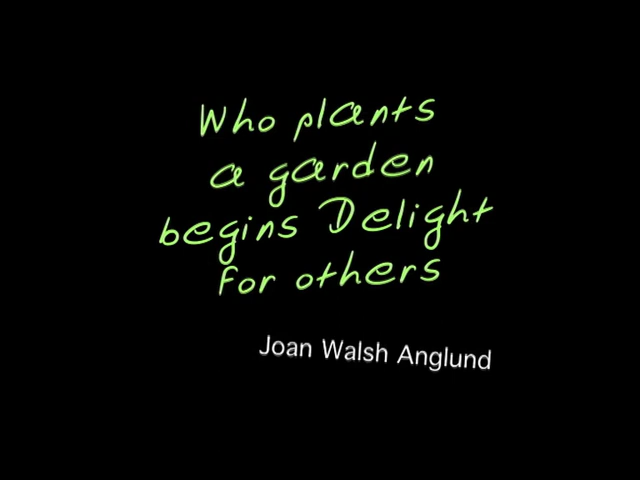 Who plants
a garden
begins Delight
for others
Joan Walsh Anglund